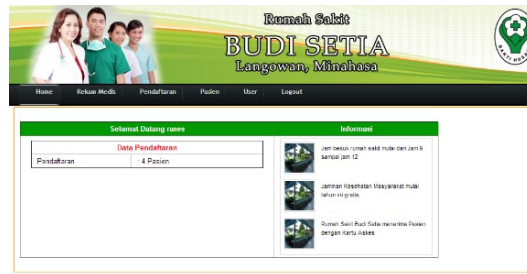 Rumah Sakit
BUDI SETIA
Langowan, Minahasa
Home Rekam Medis Pendaftaran Pasien User Logout
Selamat Datang ranes
Data Pendaftaran
Pendaftaran : 4 Pasien
Informasi
Jam besuk rumah sakit mulai dari Jam 9
sampai jam 12
Jaminan Kesehatan Masyarakat mulai
tahun ini gratis.
Rumah Sakit Budi Setia menerima Pasien
dengan Kartu Askes